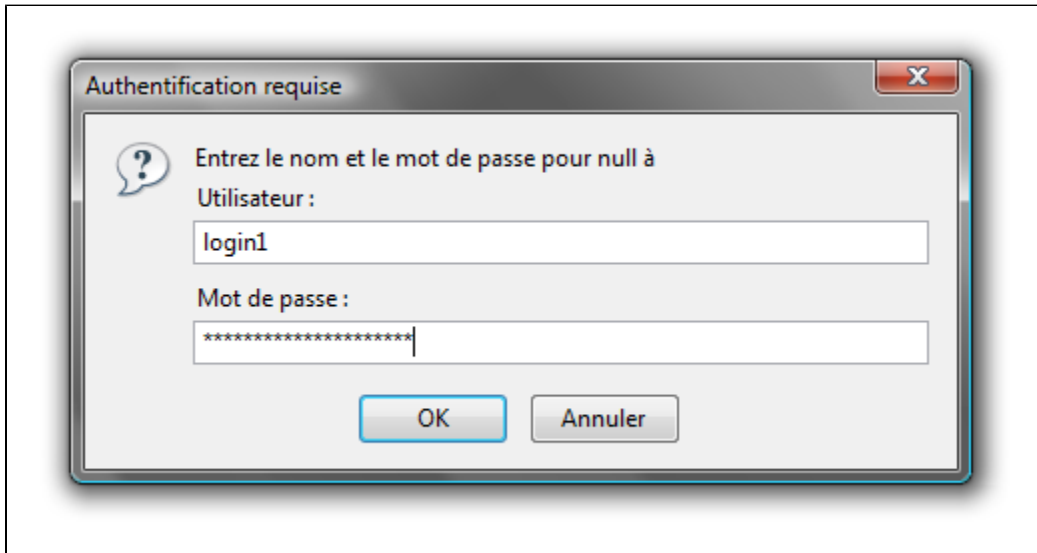 Authentification requise
Entrez le nom et le mot de passe pour null à
Utilisateur :
login1
Mot de passe :
*********************
OK
Annuler